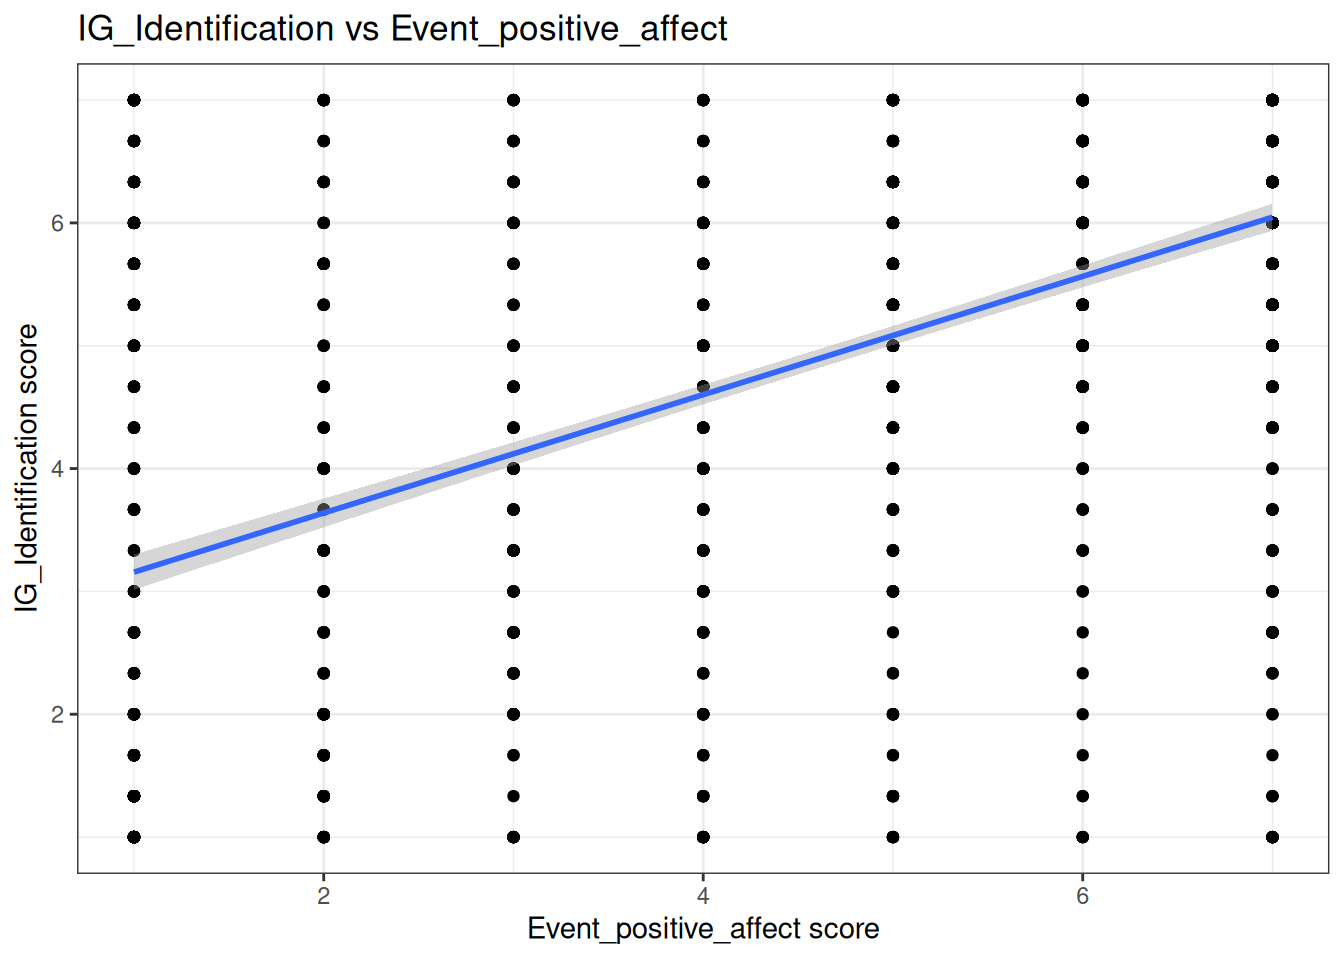 IG_Identification vs Event_positive_affect
IG_Identification score
6
4
2
2
4
6
Event_positive_affect score